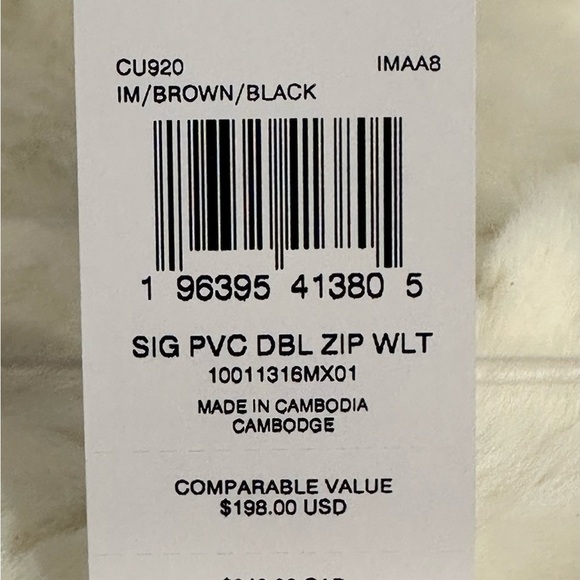 CU920 IMAA8
IM/BROWN/BLACK
1 96395 41380 5
SIG PVC DBL ZIP WLT
10011316MX01
MADE IN CAMBODIA
CAMBODGE
COMPARABLE VALUE
$198.00 USD